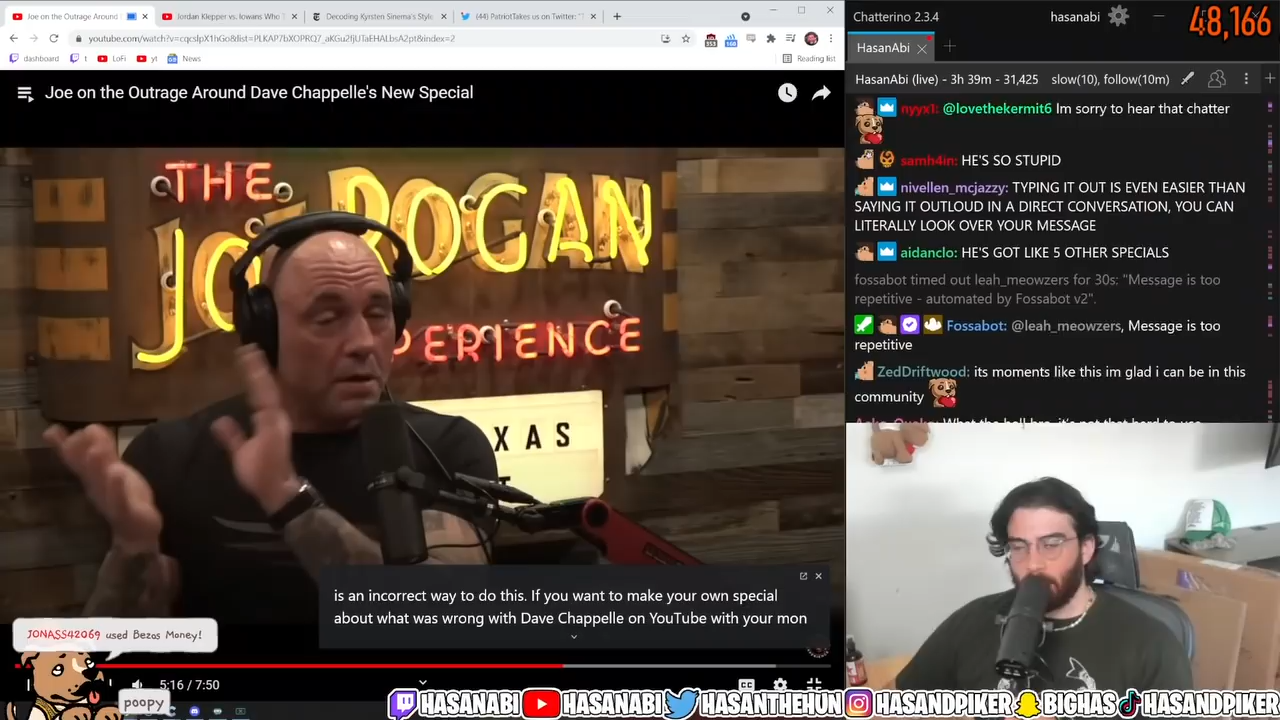 Joe on the Outrage Around
Jordan Klepper vs. Iowans Who
Decoding Kyrsten Sinema's Style
(44) PatriotTakes us on Twitter: "
youtube.com/watch?v=cqcsIpX1hGo&list=PLKAP7bXOPRQ7_aKGu2fjUTaEHALbsA2pt&index=2
dashboard
t
LoFi
yt
News
Reading list
Joe on the Outrage Around Dave Chappelle's New Special
THE
JOE ROGAN
PERIENCE
XAS
is an incorrect way to do this. If you want to make your own special
about what was wrong with Dave Chappelle on YouTube with your mon
JONASS42069 used Bezos Money!
poopy
5:16 / 7:50
Chatterino 2.3.4
hasanabi
48,166
HasanAbi
HasanAbi (live) - 3h 39m - 31,425
slow(10), follow(10m)
nyyx1: @lovethekermit6 Im sorry to hear that chatter
samh4in: HE'S SO STUPID
nivellen_mcjazzy: TYPING IT OUT IS EVEN EASIER THAN
SAYING IT OUTLOUD IN A DIRECT CONVERSATION, YOU CAN
LITERALLY LOOK OVER YOUR MESSAGE
aidanclo: HE'S GOT LIKE 5 OTHER SPECIALS
fossabot timed out leah_meowzers for 30s: "Message is too
repetitive - automated by Fossabot v2".
Fossabot: @leah_meowzers, Message is too
repetitive
ZedDriftwood: its moments like this im glad i can be in this
community
HASANABI
HASANABI
HASANTHEHUN
HASANDPIKER
BIGHAS
HASANDPIKER